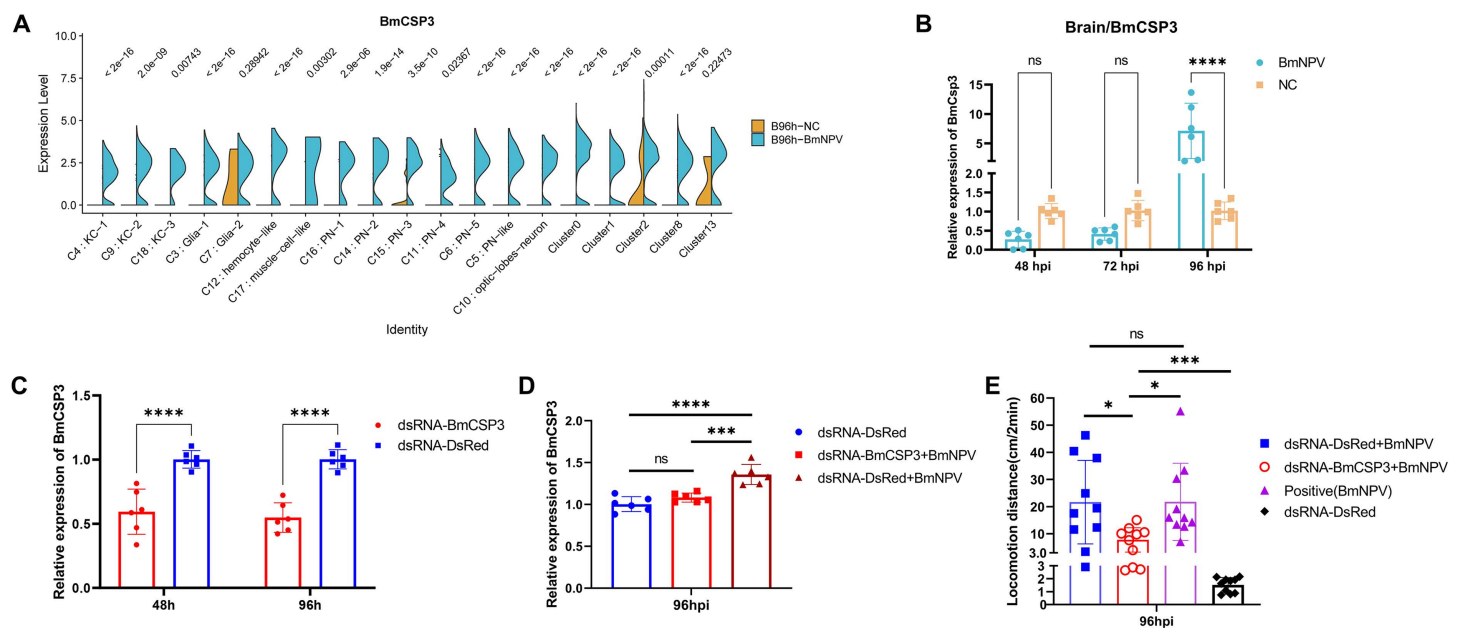 A
BmCSP3
Expression Level
10.0
7.5
5.0
2.5
0.0
< 2e−16
2.0e−09
0.00743
< 2e−16
0.28942
< 2e−16
0.00302
2.9e−06
1.9e−14
3.5e−10
0.02367
< 2e−16
< 2e−16
< 2e−16
< 2e−16
< 2e−16
0.00011
< 2e−16
0.22473
B96h−NC
B96h−BmNPV
C4 : KC−1
C9 : KC−2
C18 : KC−3
C3 : Glia−1
C7 : Glia−2
C12 : hemocyte−like
C17 : muscle−cell−like
C16 : PN−1
C14 : PN−2
C15 : PN−3
C11 : PN−4
C6 : PN−5
C5 : PN−like
C10 : optic−lobes−neuron
Cluster0
Cluster1
Cluster2
Cluster8
Cluster13
Identity
B
Brain/BmCSP3
Relative expression of BmCsp3
15
10
5
2.0
1.5
1.0
0.5
0.0
ns
ns
****
BmNPV
NC
48 hpi
72 hpi
96 hpi
C
Relative expression of BmCSP3
1.5
1.0
0.5
0.0
****
****
dsRNA-BmCSP3
dsRNA-DsRed
48h
96h
D
Relative expression of BmCSP3
2.0
1.5
1.0
0.5
0.0
****
***
ns
dsRNA-DsRed
dsRNA-BmCSP3+BmNPV
dsRNA-DsRed+BmNPV
96hpi
E
Locomotion distance(cm/2min)
60
50
40
30
20
10
3.0
3
2
1
0
ns
***
*
*
dsRNA-DsRed+BmNPV
dsRNA-BmCSP3+BmNPV
Positive(BmNPV)
dsRNA-DsRed
96hpi